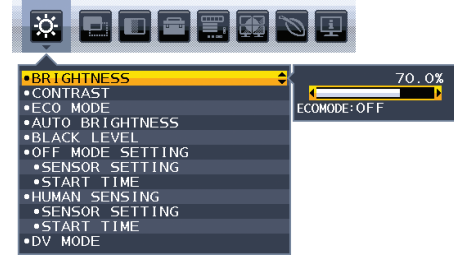 •BRIGHTNESS
•CONTRAST
•ECO MODE
•AUTO BRIGHTNESS
•BLACK LEVEL
•OFF MODE SETTING
•SENSOR SETTING
•START TIME
•HUMAN SENSING
•SENSOR SETTING
•START TIME
•DV MODE
70.0%
ECOMODE:OFF